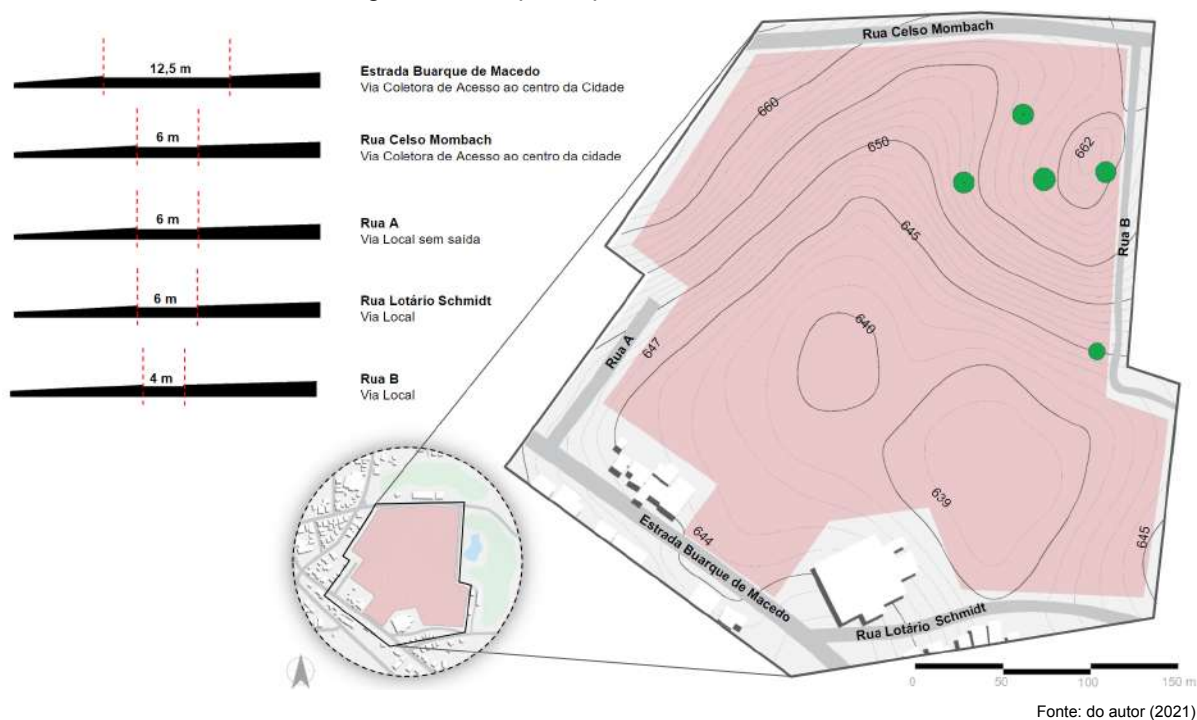 12,5 m
Estrada Buarque de Macedo
Via Coletora de Acesso ao centro da Cidade
6 m
Rua Celso Mombach
Via Coletora de Acesso ao centro da cidade
6 m
Rua A
Via Local sem saída
6 m
Rua Lotário Schmidt
Via Local
4 m
Rua B
Via Local
Rua Celso Mombach
660
650
662
645
Rua B
640
647
Rua A
639
644
645
Estrada Buarque de Macedo
Rua Lotário Schmidt
0 50 100 150 m
Fonte: do autor (2021)